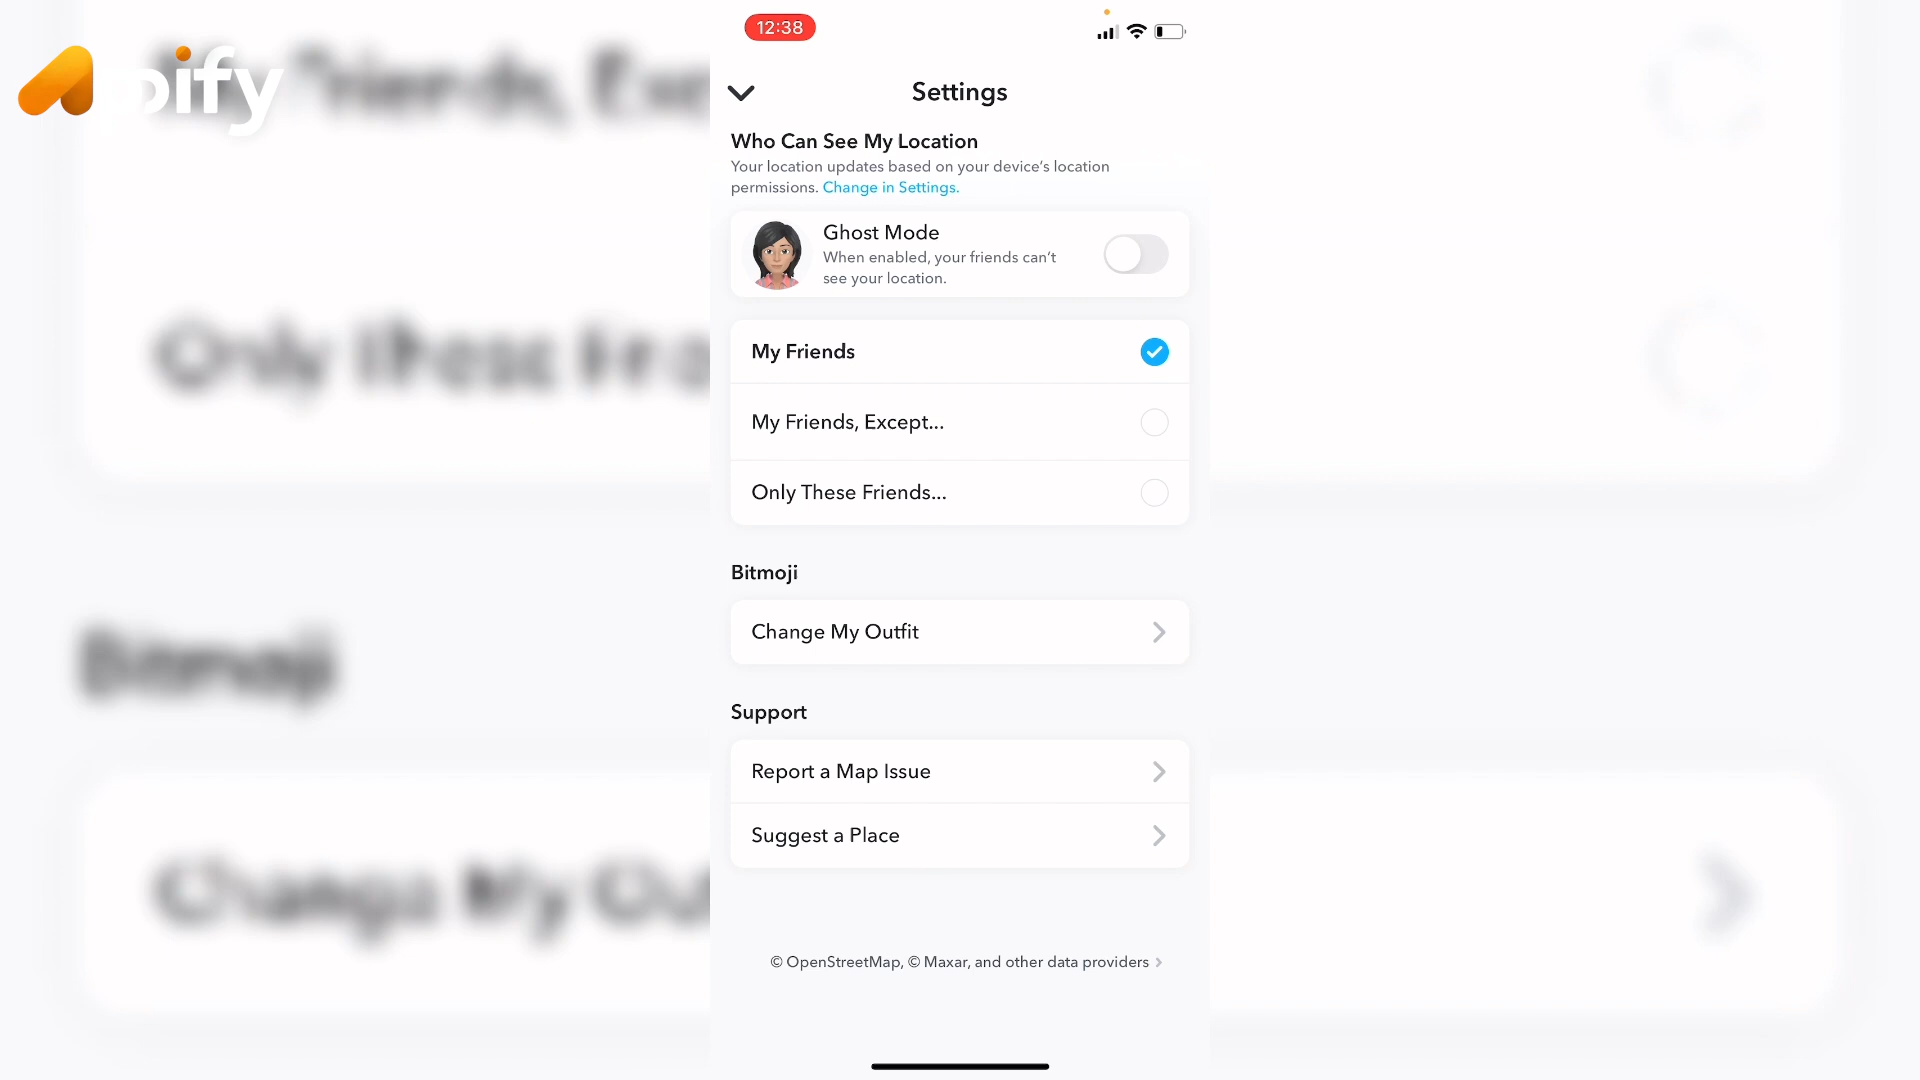 12:38
Settings
Who Can See My Location
Your location updates based on your device’s location
permissions. Change in Settings.
Ghost Mode
When enabled, your friends can’t
see your location.
My Friends
My Friends, Except...
Only These Friends...
Bitmoji
Change My Outfit
Support
Report a Map Issue
Suggest a Place
© OpenStreetMap, © Maxar, and other data providers